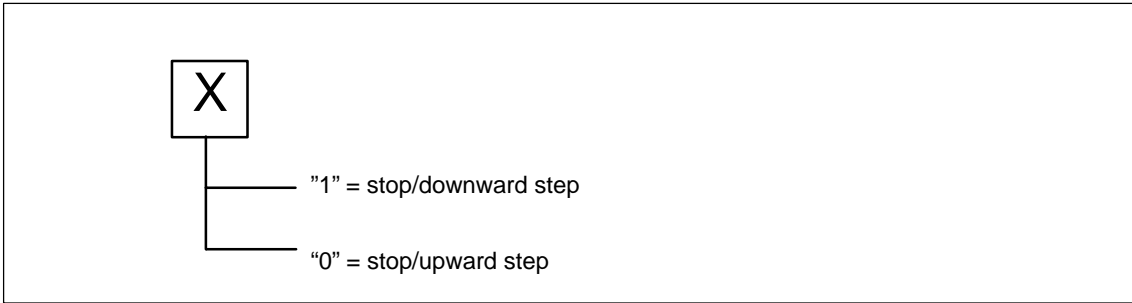 X
”1” = stop/downward step
“0” = stop/upward step